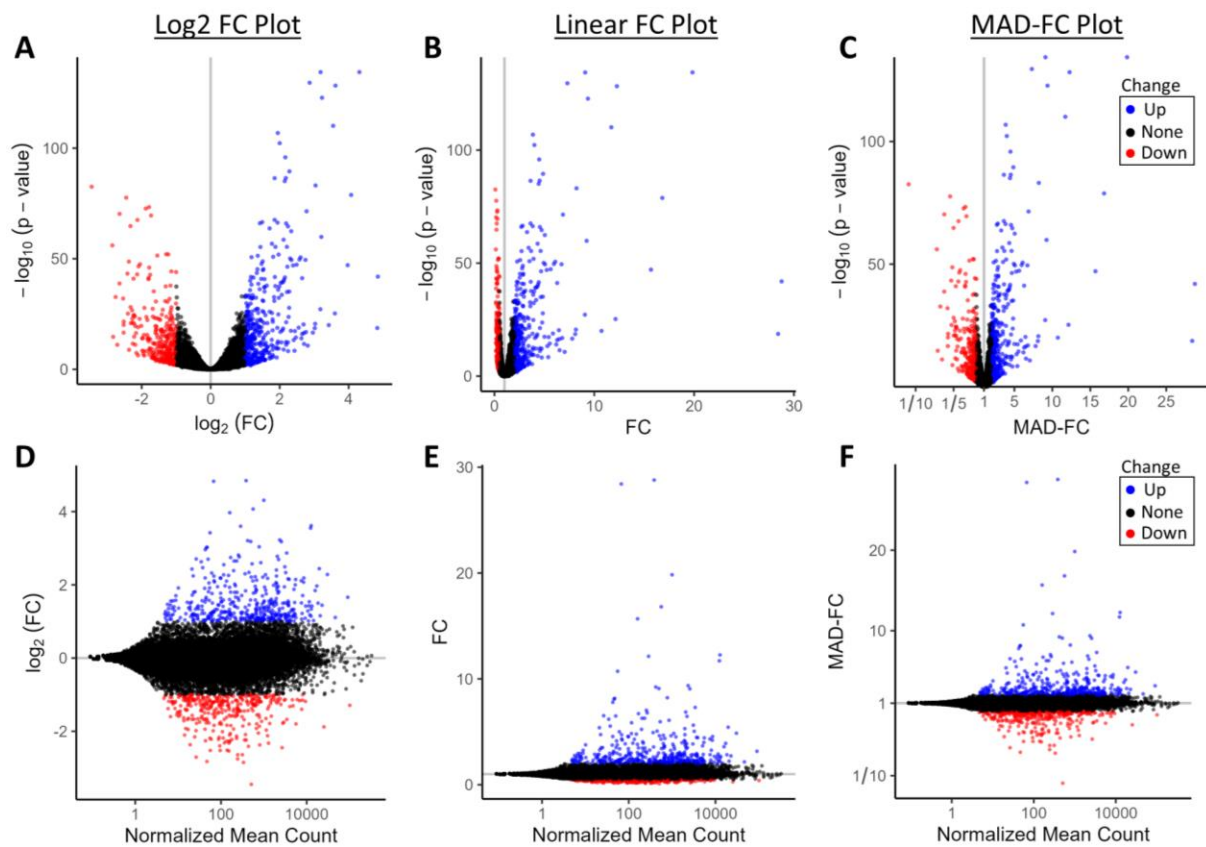 Log2 FC Plot
Linear FC Plot
MAD-FC Plot
A
− log₁₀ (p − value)
100
50
0
-2
0
2
4
log₂ (FC)
B
− log₁₀ (p − value)
100
50
0
0
10
20
30
FC
C
− log₁₀ (p − value)
100
50
1/10
1/5
1
5
10
15
20
25
MAD-FC
Change
Up
None
Down
D
log₂ (FC)
4
2
0
-2
1
100
10000
Normalized Mean Count
E
FC
30
20
10
0
1
100
10000
Normalized Mean Count
F
MAD-FC
20
10
1
1/10
1
100
10000
Normalized Mean Count
Change
Up
None
Down